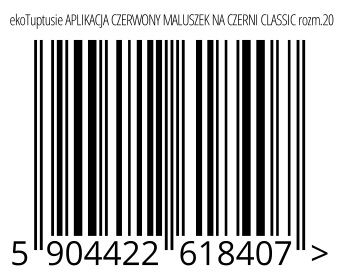 ekoTuptusie APLIKACJA CZERWONY MALUSZEK NA CZERNI CLASSIC rozm.20
5 904422 618407 >